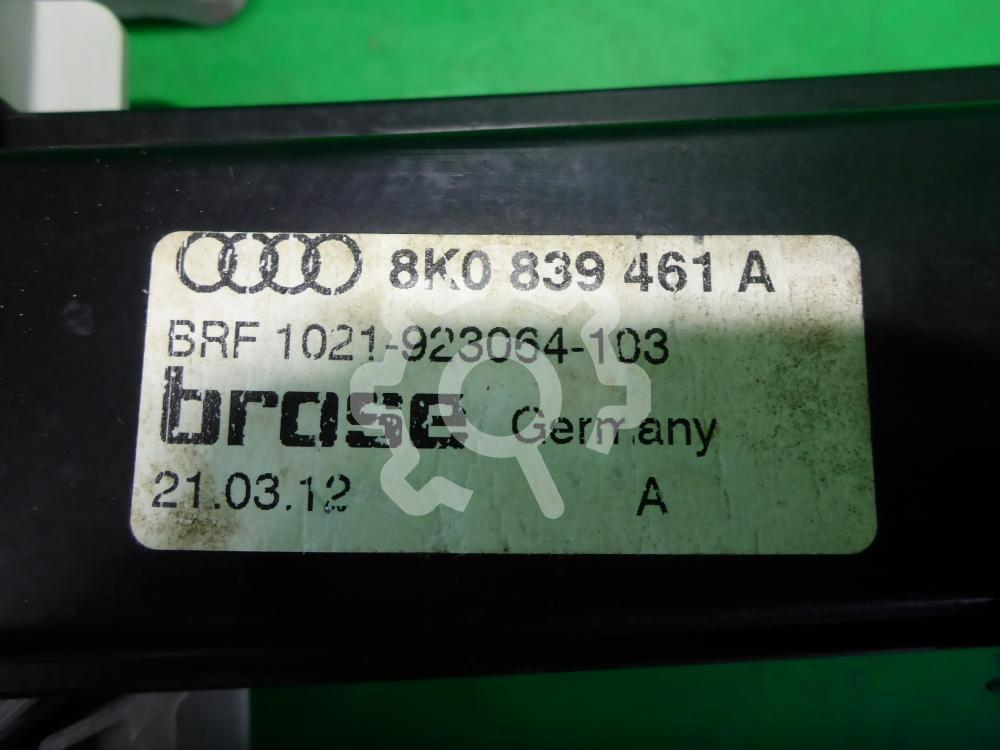 8K0 839 461 A
BRF 1021-923064-103
brose Germany
21.03.12 A